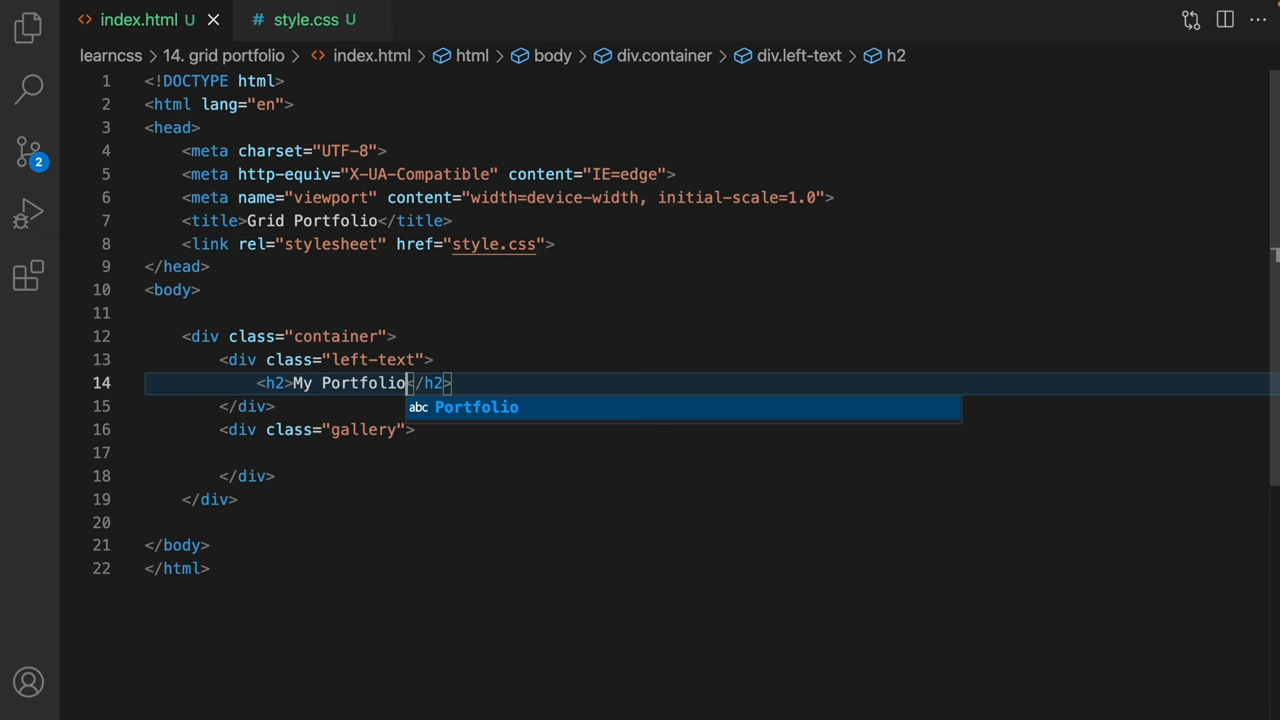 index.html U
style.css U
learncss > 14. grid portfolio > index.html > html > body > div.container > div.left-text > h2
1 <!DOCTYPE html>
2 <html lang="en">
3 <head>
4 <meta charset="UTF-8">
5 <meta http-equiv="X-UA-Compatible" content="IE=edge">
6 <meta name="viewport" content="width=device-width, initial-scale=1.0">
7 <title>Grid Portfolio</title>
8 <link rel="stylesheet" href="style.css">
9 </head>
10 <body>
11
12 <div class="container">
13 <div class="left-text">
14 <h2>My Portfolio</h2>
abc Portfolio
15 </div>
16 <div class="gallery">
17
18 </div>
19 </div>
20
21 </body>
22 </html>
2